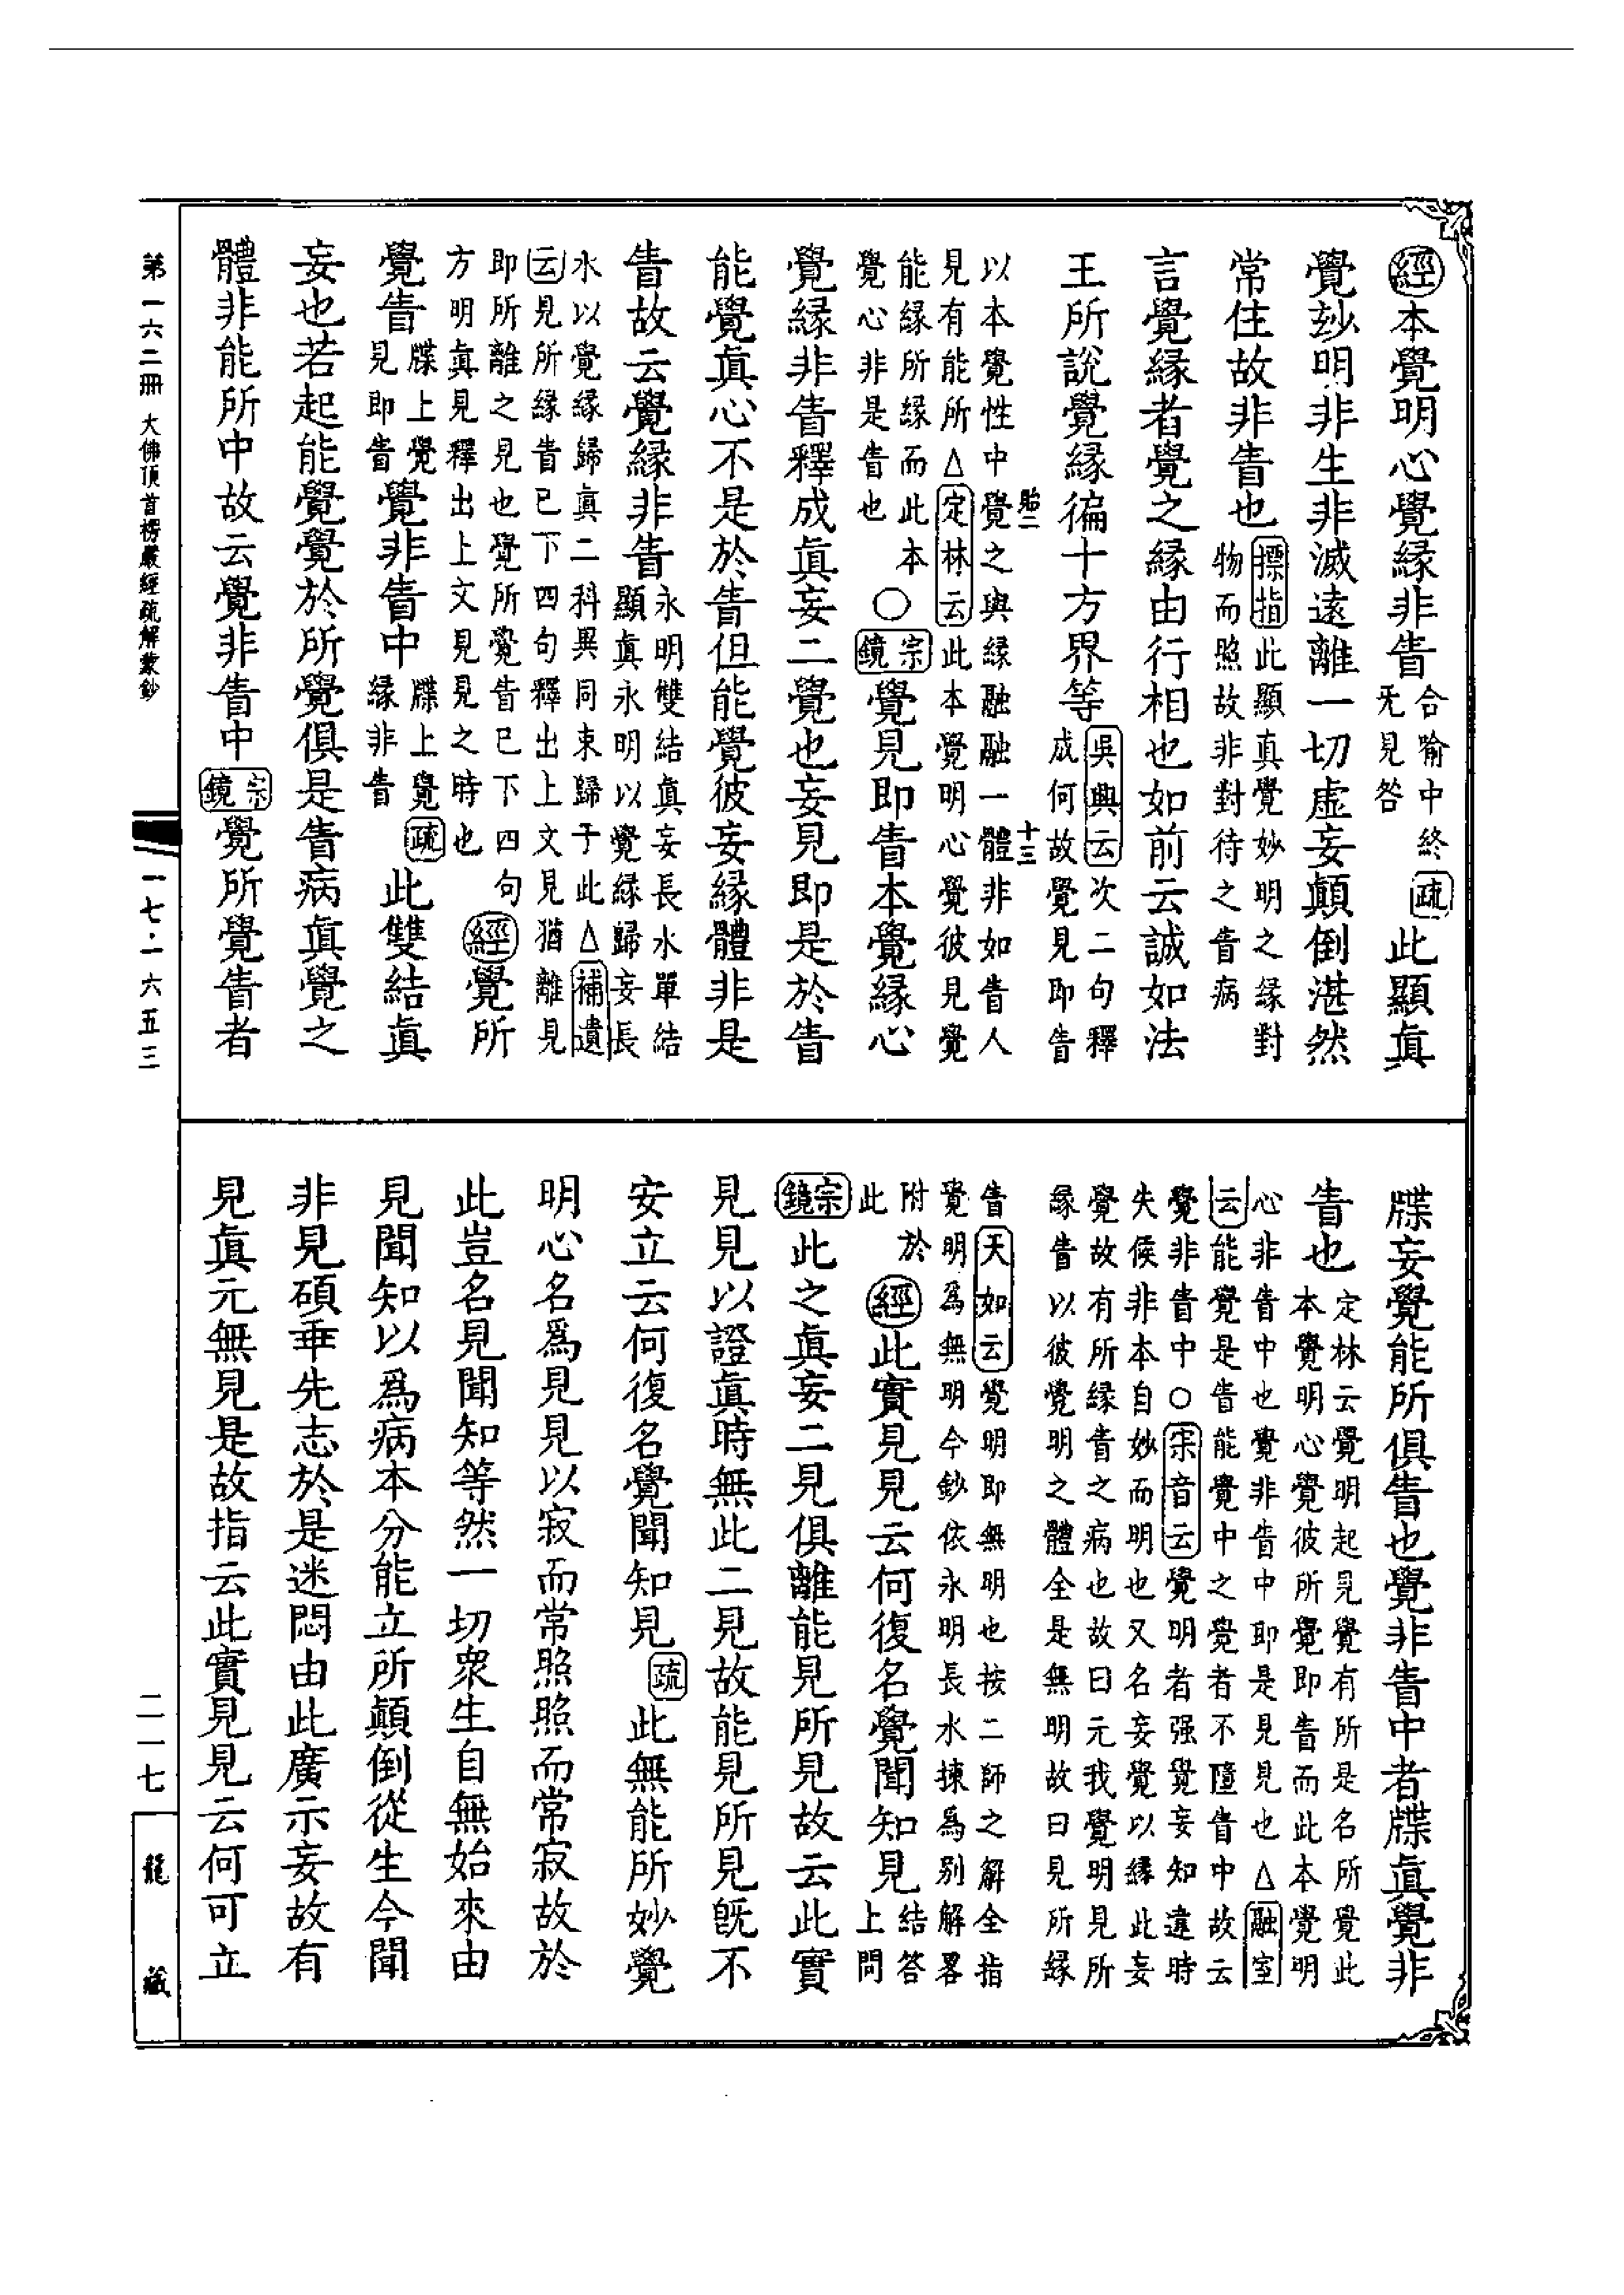 經本覺明心覺緣非眚合喻中終
无見咎疏此顯眞
覺玅明非生非滅遠離一切虛妄顚倒湛然
常住故非眚也標指此顯真覺妙明之緣對
物而照故非對待之眚病
言覺緣者覺之緣由行相也如前云誠如法
王所說覺緣徧十方界等吳興云次二句釋
成何故覺見即眚
以本覺性中覺之與緣融融一體非如眚人
見有能所△定林云此本覺明心覺彼見覺
能緣所緣而此本
覺心非是眚也○宗鏡覺見即眚本覺緣心
覺緣非眚釋成眞妄二覺也妄見即是於眚
能覺眞心不是於眚但能覺彼妄緣體非是
眚故云覺緣非眚永明雙結眞妄長水單結
顯眞永明以覺緣歸妄長
水以覺緣歸眞二科異同束歸于此△補遺
云見所緣眚已下四句釋出上文見猶離見
即所離之見也覺所覺眚已下四句
方明眞見釋出上文見見之時也經覺所
覺眚牒上覺
見即眚覺非眚中牒上覺
緣非眚疏此雙結眞
妄也若起能覺覺於所覺俱是眚病眞覺之
體非能所中故云覺非眚中宗鏡覺所覺眚者
胎二
十三
牒妄覺能所俱眚也覺非眚中者牒眞覺非
眚也定林云覺明起見覺有所是名所覺此
本覺明心覺彼所覺即眚而此本覺明
心非眚中也覺非眚中即是見見也△融室
云能覺是眚能覺中之覺者不墮眚中故云
覺非眚中○宗音云覺明者强覺妄知違時
失候非本自妙而明也又名妄覺以緣此妄
覺故有所緣眚之病也故曰元我覺明見所
緣眚以彼覺明之體全是無明故曰見所緣
眚天如云覺明即無明也按二師之解全指
覺明爲無明今鈔依永明長水揀爲别解畧
附於
此經此實見見云何復名覺聞知見結答
上問
宗鏡此之眞妄二見俱離能見所見故云此實
見見以證眞時無此二見故能見所見旣不
安立云何復名覺聞知見疏此無能所妙覺
明心名爲見見以寂而常照照而常寂故於
此豈名見聞知等然一切衆生自無始來由
見聞知以爲病本分能立所顚倒從生今聞
非見碩乖先志於是迷悶由此廣示妄故有
見眞元無見是故指云此實見見云何可立
第一六二冊 大佛頂首楞嚴經疏解蒙鈔
一七·一六五三
二一七
龍藏